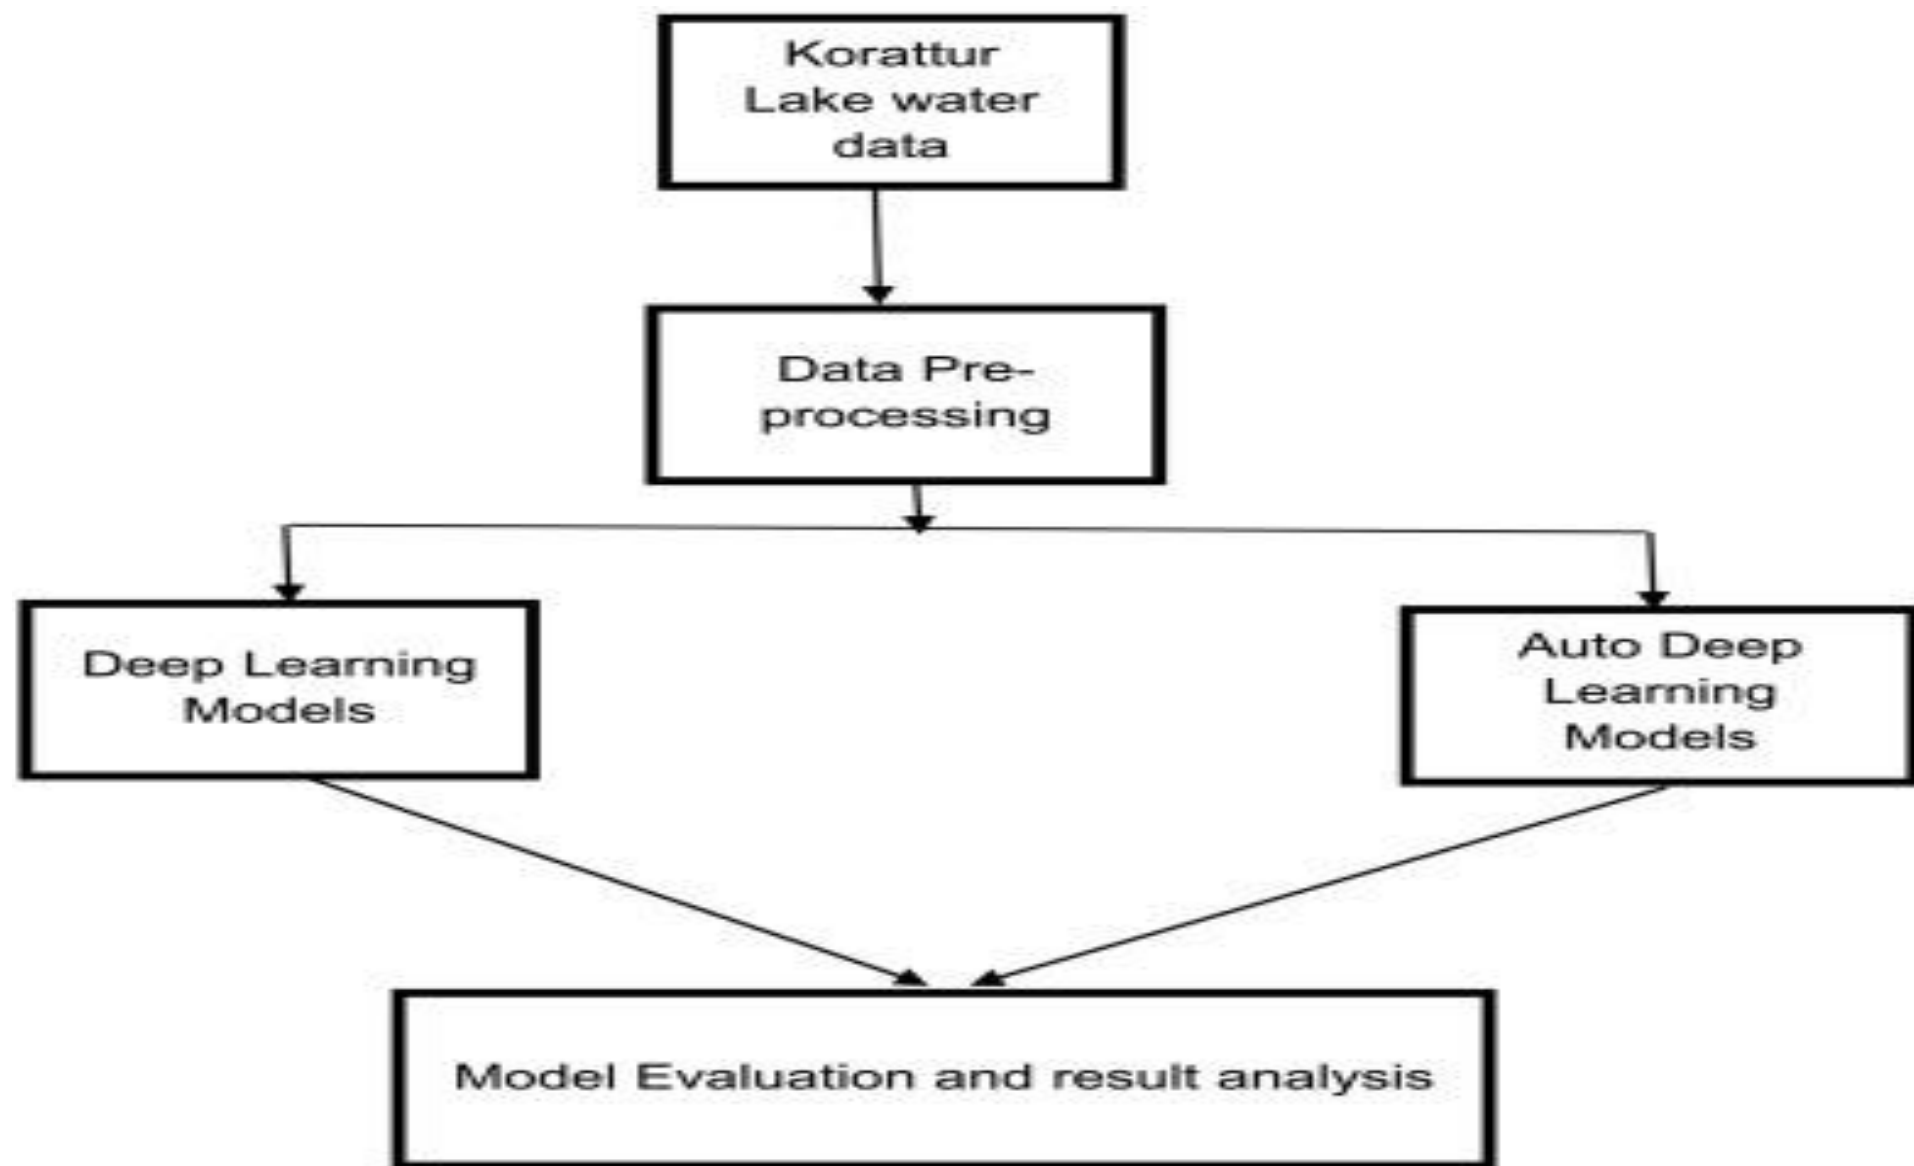 Korattur
Lake water
data
Data Pre-
processing
Deep Learning
Models
Auto Deep
Learning
Models
Model Evaluation and result analysis